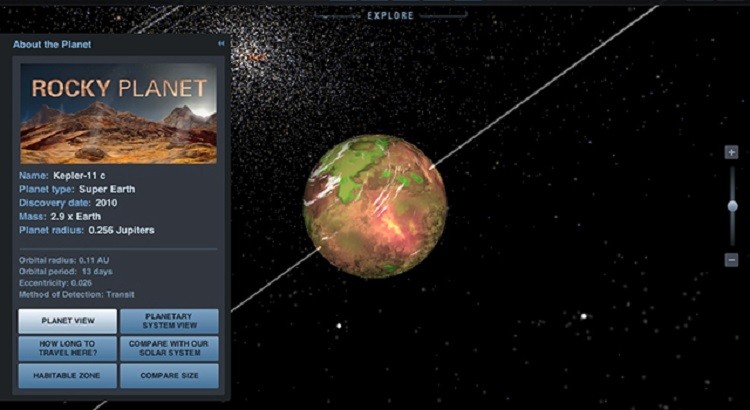 EXPLORE
About the Planet
ROCKY PLANET
Name: Kepler-11 c
Planet type: Super Earth
Discovery date: 2010
Mass: 2.9 x Earth
Planet radius: 0.256 Jupiters
Orbital radius: 0.11 AU
Orbital period: 13 days
Eccentricity: 0.026
Method of Detection: Transit
PLANET VIEW
PLANETARY
SYSTEM VIEW
HOW LONG TO
TRAVEL HERE?
COMPARE WITH OUR
SOLAR SYSTEM
HABITABLE ZONE
COMPARE SIZE